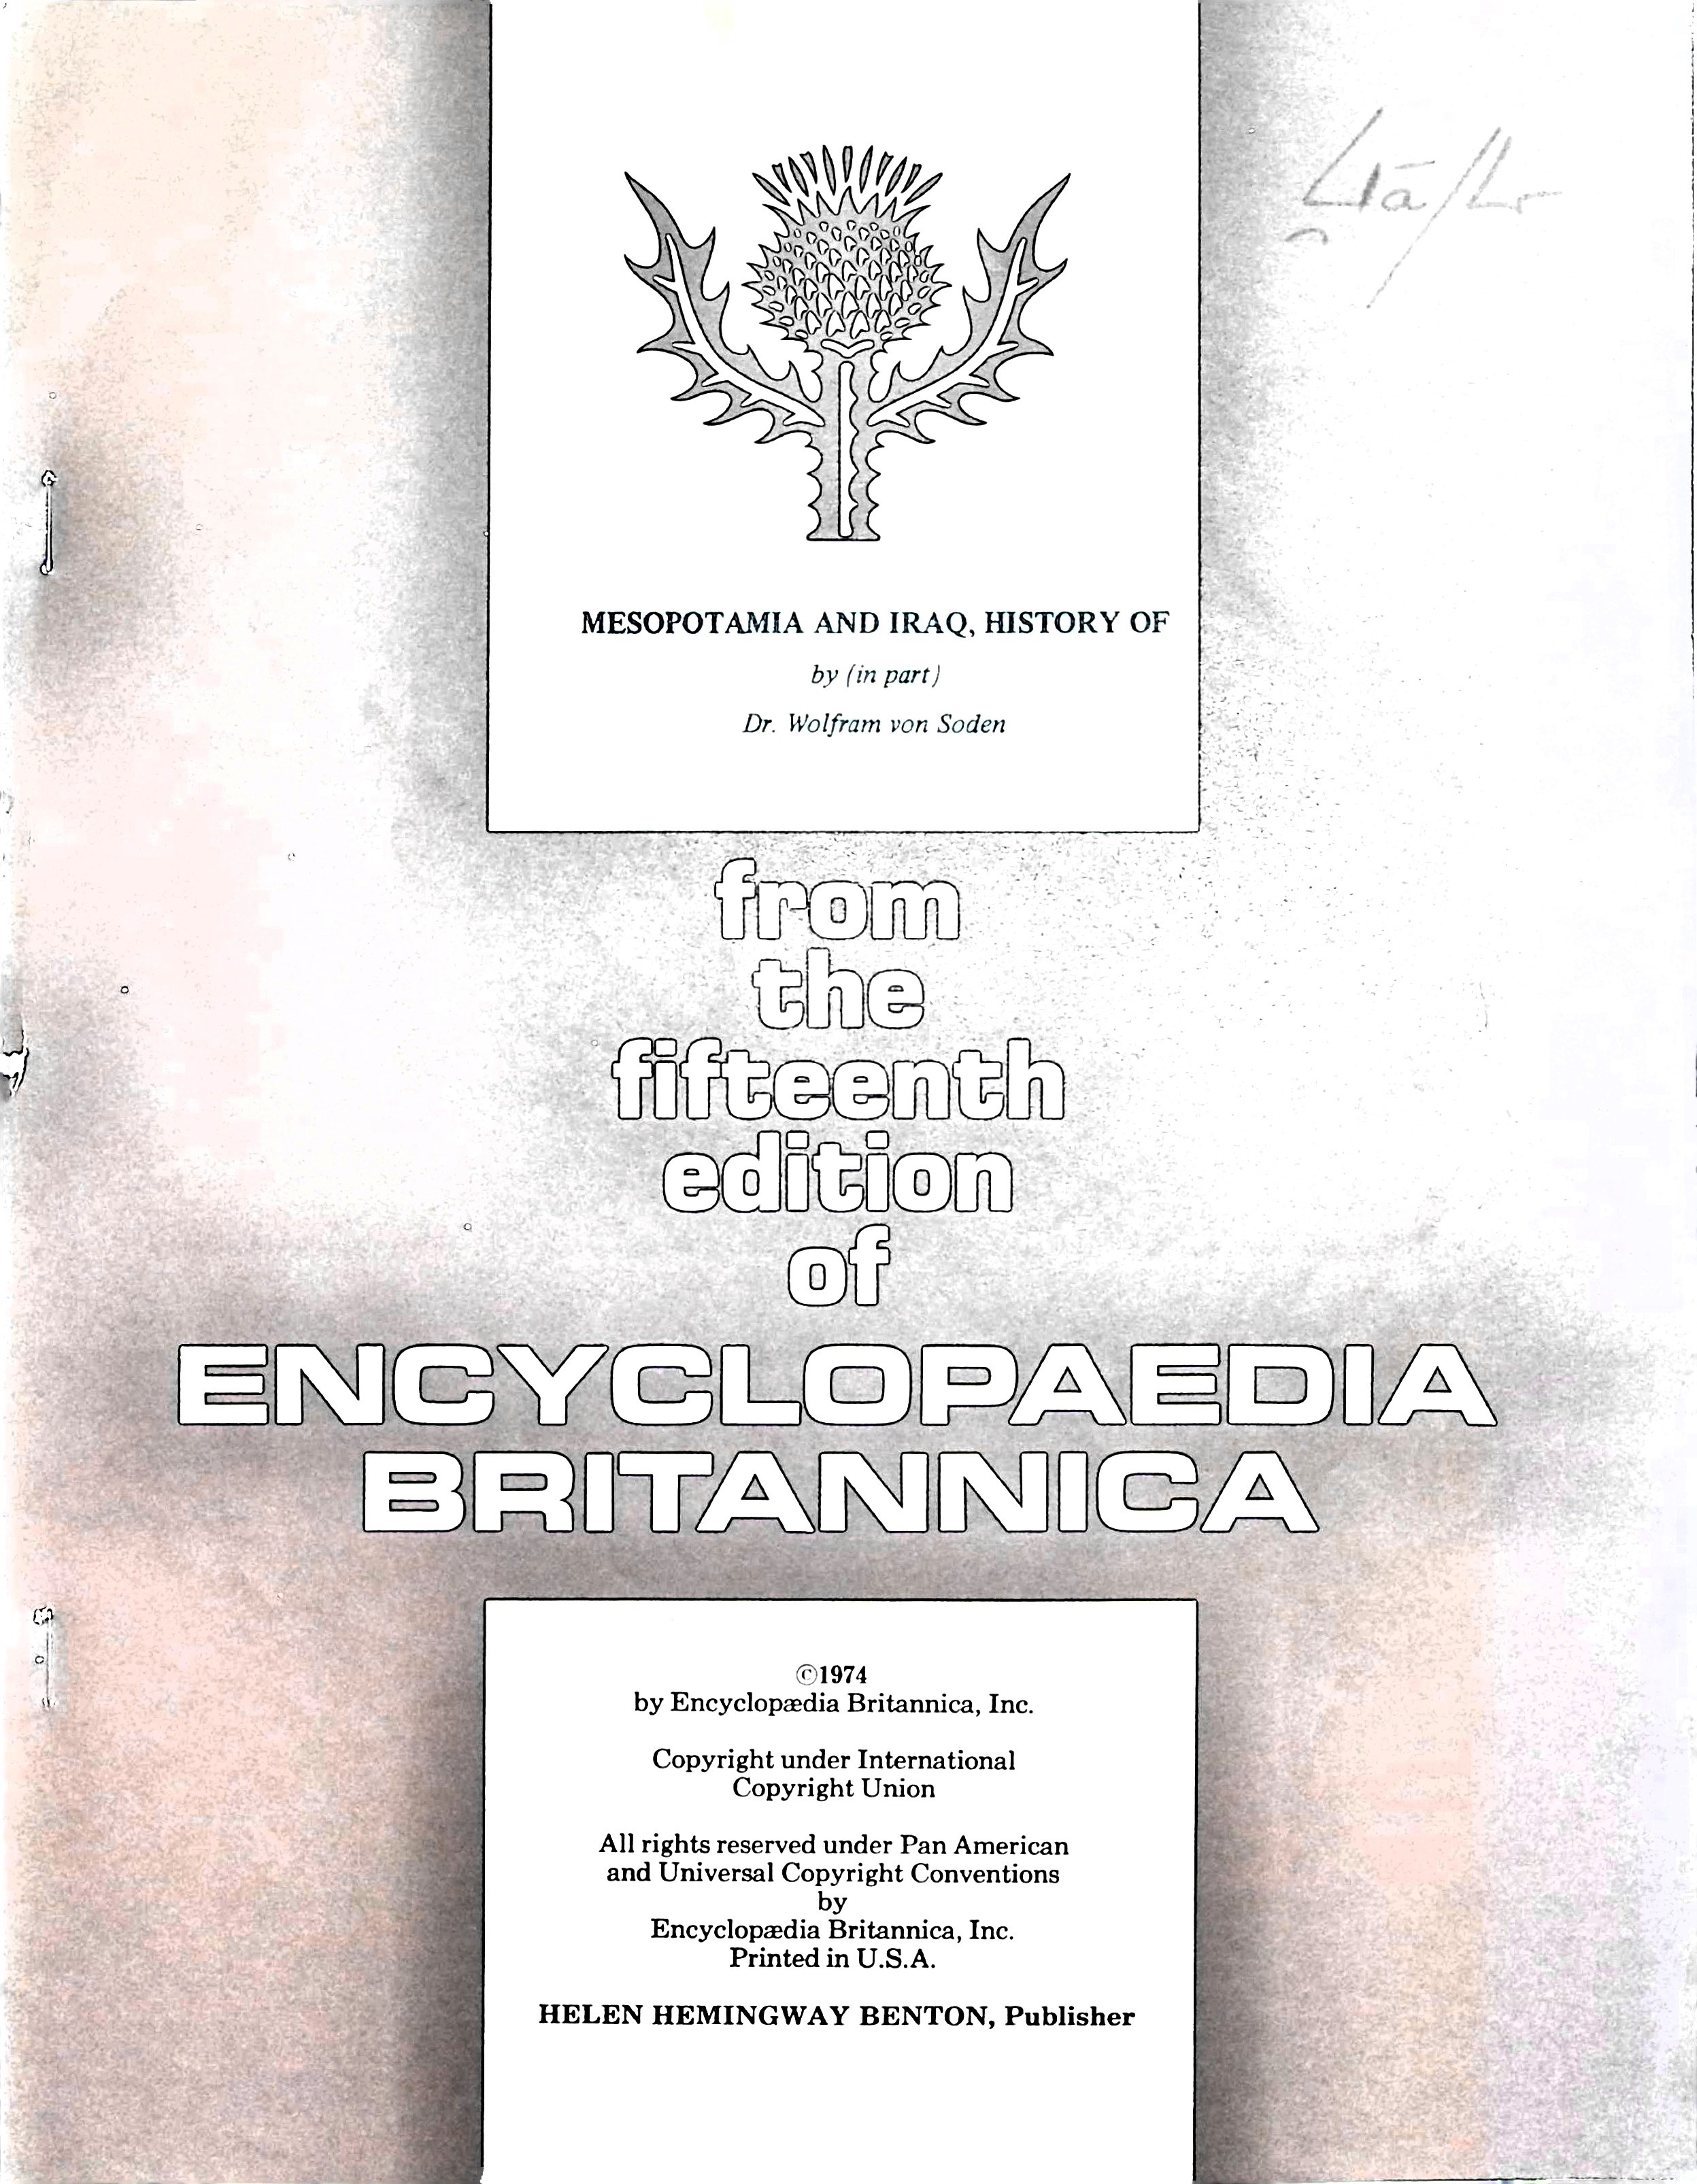 MESOPOTAMIA AND IRAQ, HISTORY OF
by (in part)
Dr. Wolfram von Soden
from
the
fifteenth
edition
of
ENCYCLOPAEDIA
BRITANNICA
©1974
by Encyclopædia Britannica, Inc.
Copyright under International
Copyright Union
All rights reserved under Pan American
and Universal Copyright Conventions
by
Encyclopædia Britannica, Inc.
Printed in U.S.A.
HELEN HEMINGWAY BENTON, Publisher